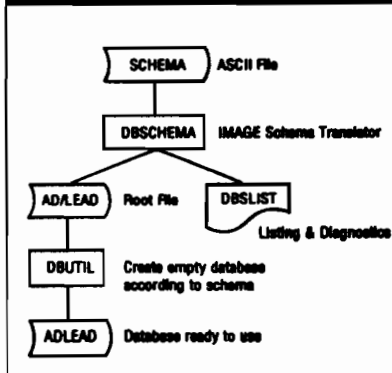 SCHEMA ASCII File
DBSCHEMA IMAGE Schema Translator
AD/LEAD Root File
DBSLIST
Listing & Diagnostics
DBUTIL Create empty database
according to schema
ADLEAD Database ready to use